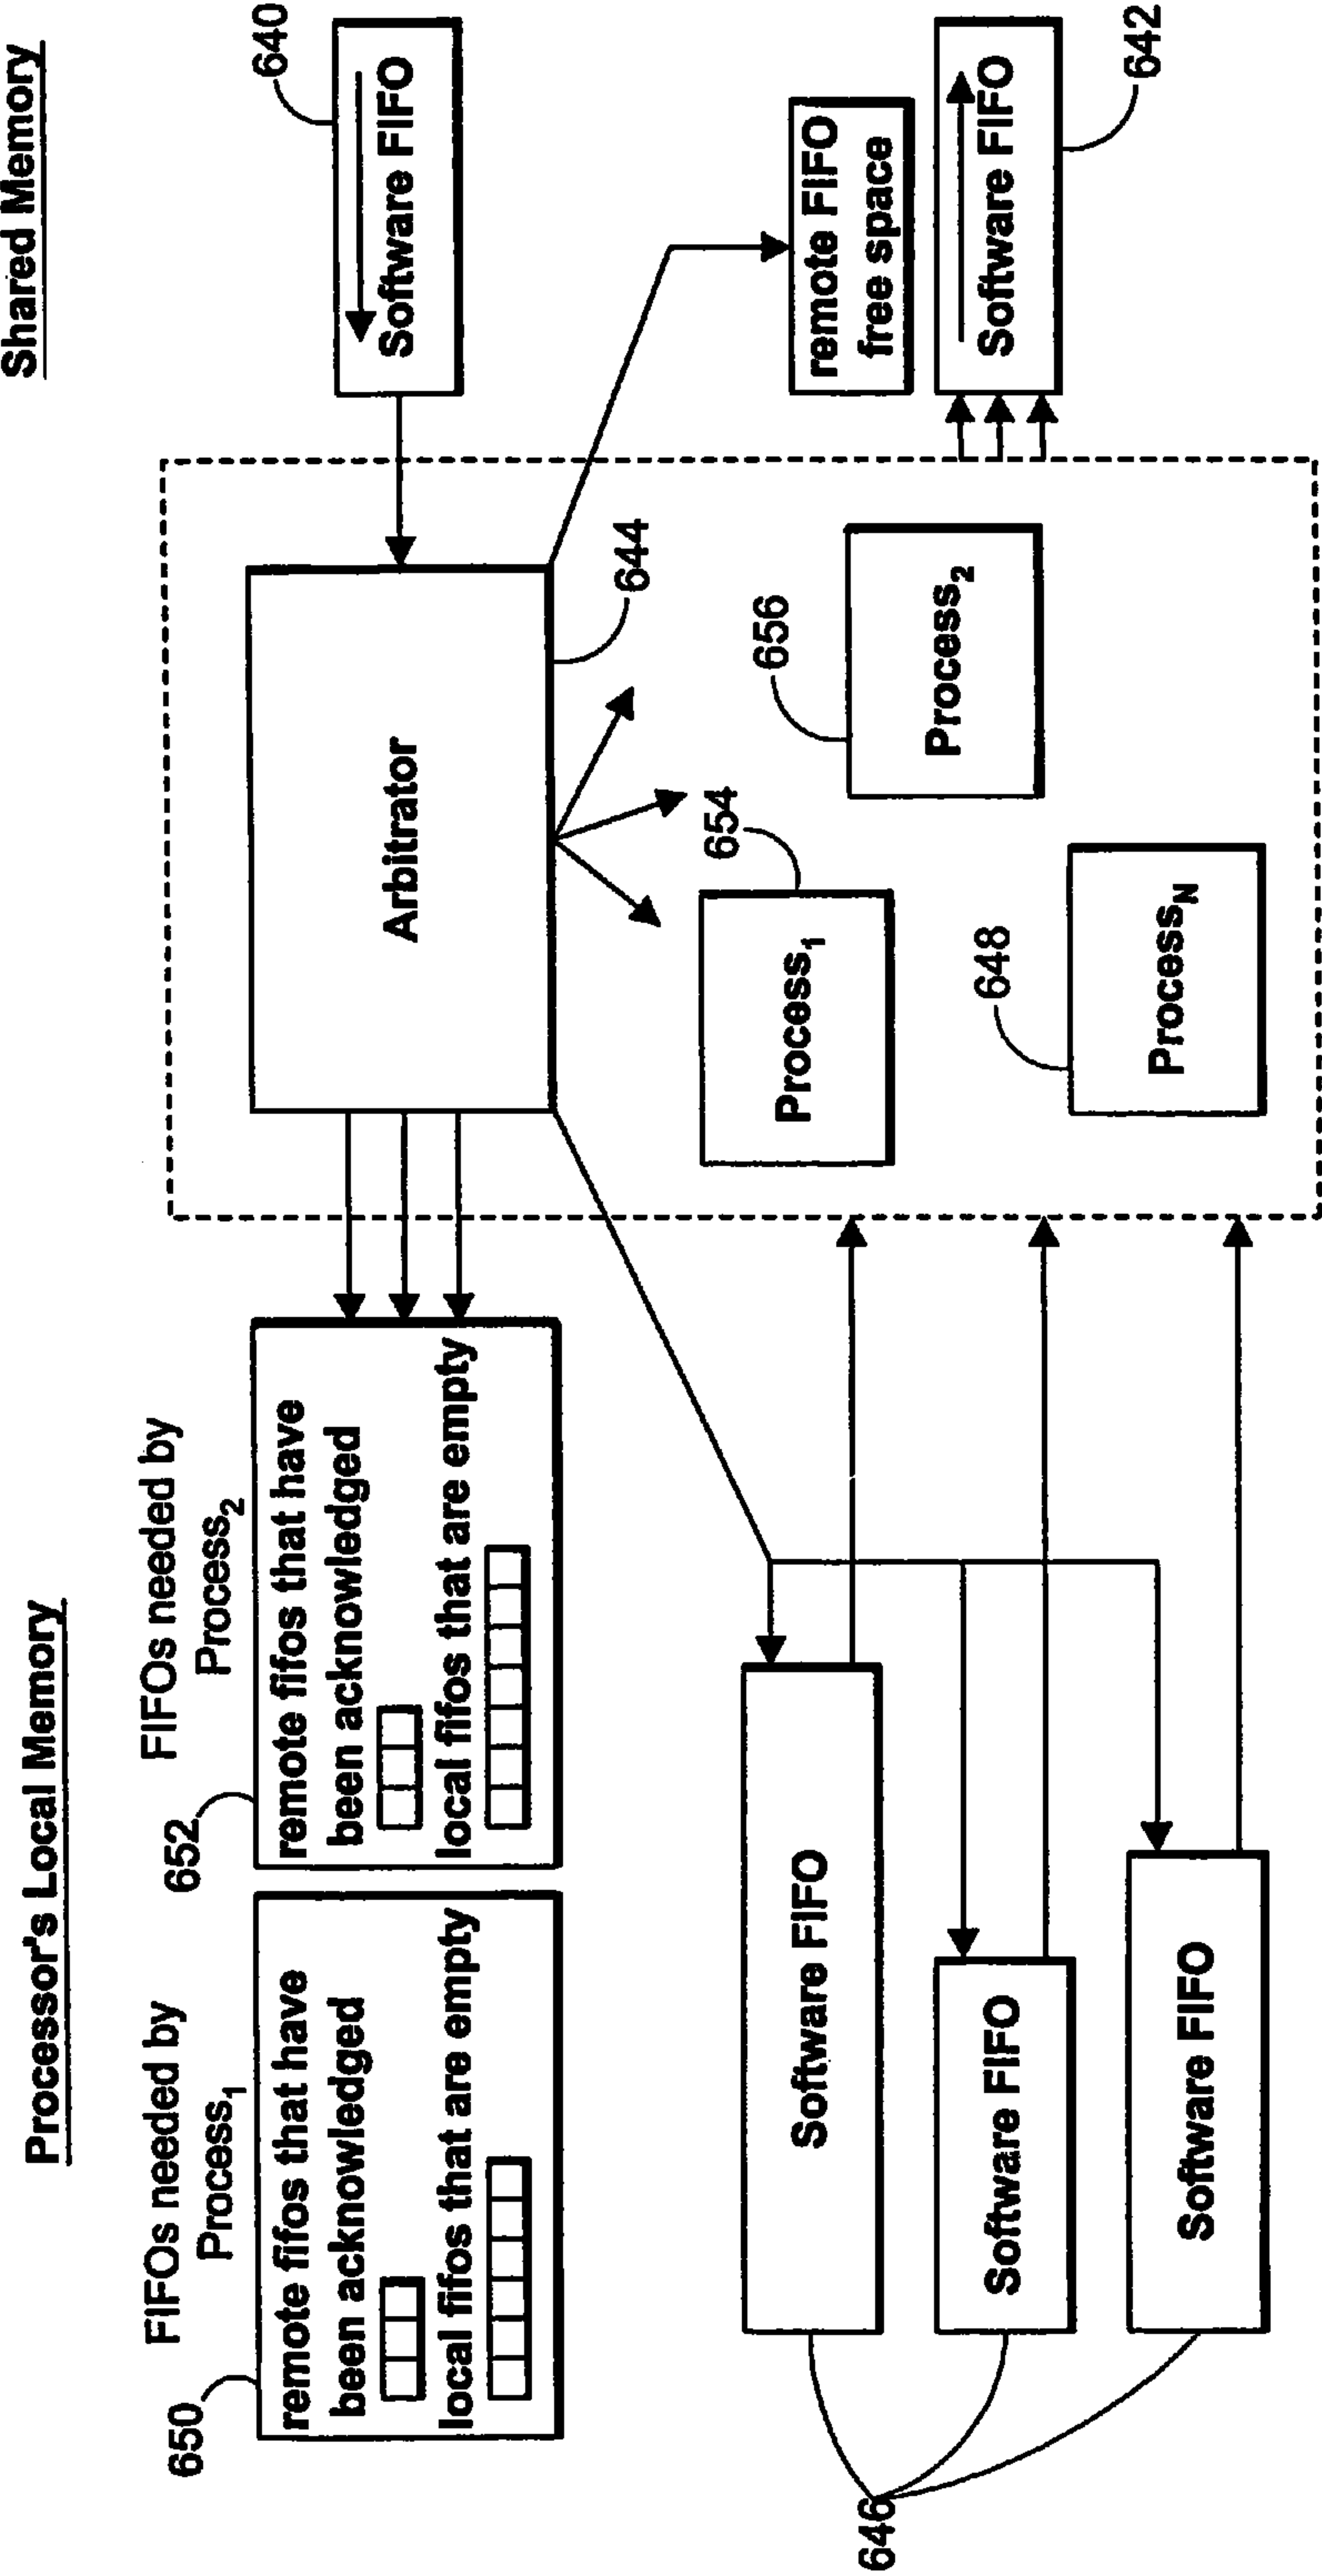 Processor's Local Memory
Shared Memory
FIFOs needed by
Process1
650
remote fifos that have
been acknowledged
local fifos that are empty
FIFOs needed by
Process2
652
remote fifos that have
been acknowledged
local fifos that are empty
Arbitrator
644
640
Software FIFO
remote FIFO
free space
Software FIFO
642
654
Process1
656
Process2
648
ProcessN
Software FIFO
Software FIFO
Software FIFO
646